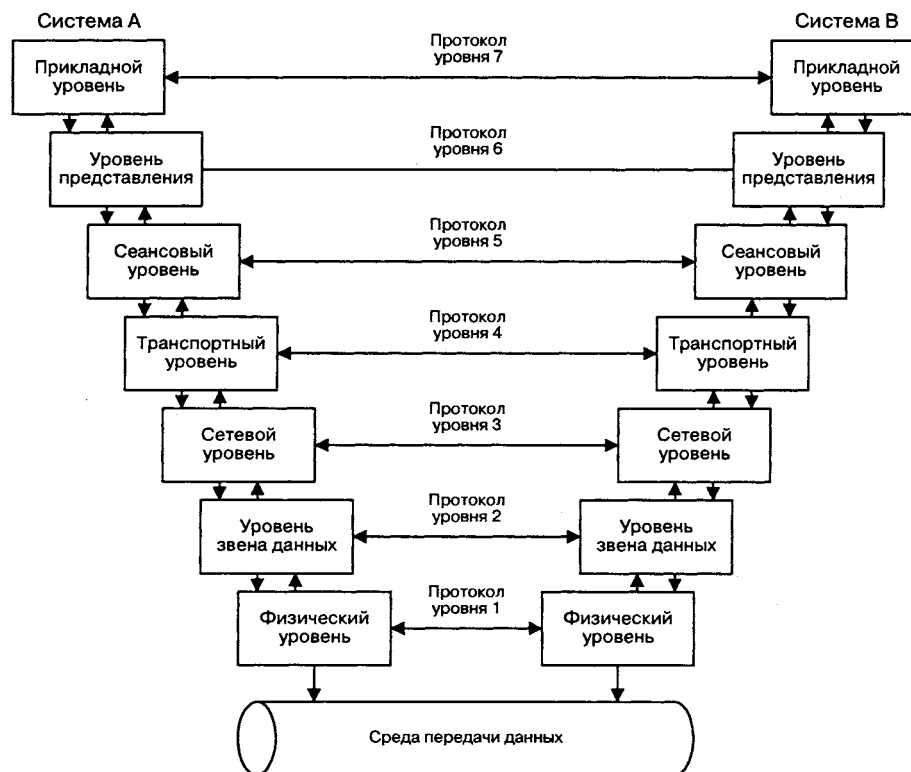 Система А
Система В
Протокол
уровня 7
Прикладной
уровень
Прикладной
уровень
Протокол
уровня 6
Уровень
представления
Уровень
представления
Протокол
уровня 5
Сеансовый
уровень
Сеансовый
уровень
Протокол
уровня 4
Транспортный
уровень
Транспортный
уровень
Протокол
уровня 3
Сетевой
уровень
Сетевой
уровень
Протокол
уровня 2
Уровень
звена данных
Уровень
звена данных
Протокол
уровня 1
Физический
уровень
Физический
уровень
Среда передачи данных